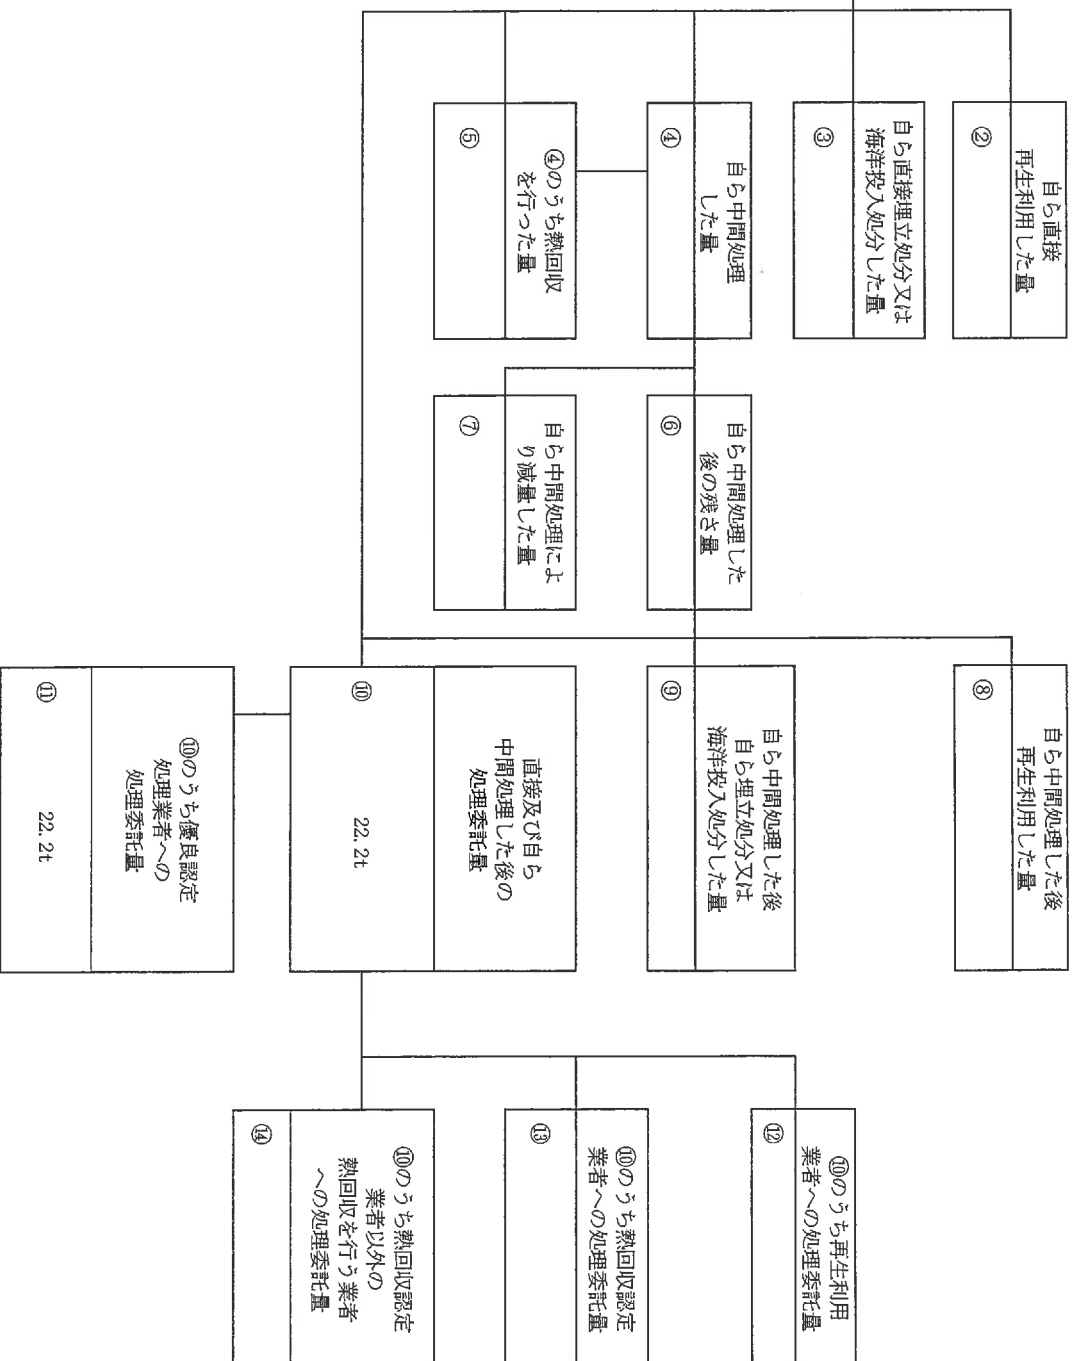 ②
自ら直接
再生利用した量
③
自ら直接埋立処分又は
海洋投入処分した量
④
自ら中間処理
した量
⑤
④のうち熱回収
を行った量
⑥
自ら中間処理した
後の残さ量
⑦
自ら中間処理によ
り減量した量
⑧
自ら中間処理した後
再生利用した量
⑨
自ら中間処理した後
自ら埋立処分又は
海洋投入処分した量
⑩
直接及び自ら
中間処理した後の
処理委託量
22.2t
⑪
⑩のうち優良認定
処理業者への
処理委託量
22.2t
⑫
⑩のうち再生利用
業者への処理委託量
⑬
⑩のうち熱回収認定
業者への処理委託量
⑭
⑩のうち熱回収認定
業者以外の
熱回収を行う業者
への処理委託量